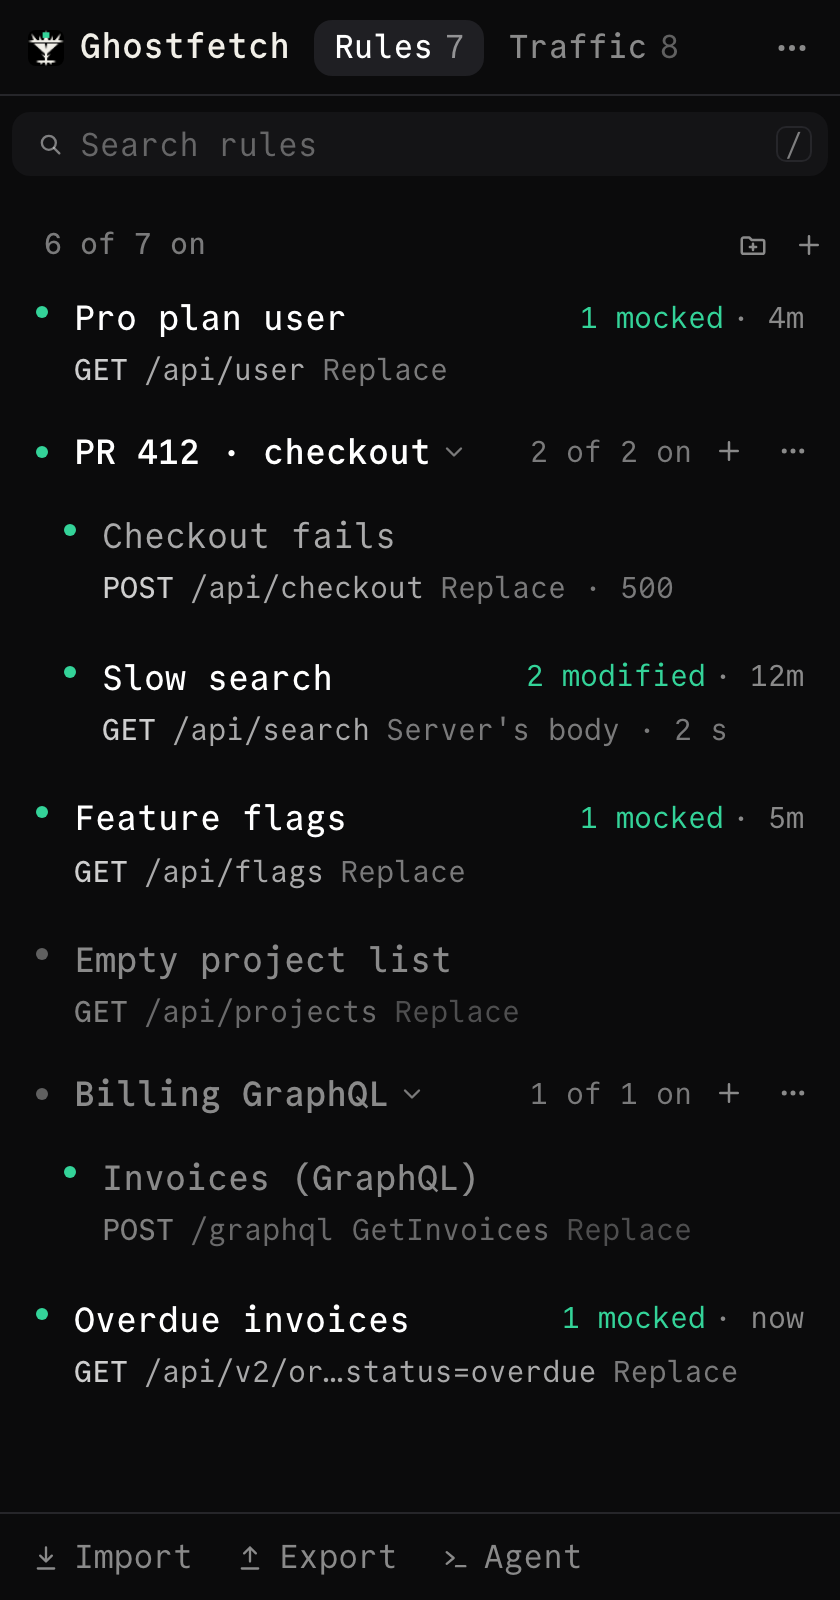 Ghostfetch Rules 7 Traffic 8 ···
Search rules /
6 of 7 on +
Pro plan user 1 mocked · 4m
GET /api/user Replace
PR 412 · checkout 2 of 2 on + ···
Checkout fails
POST /api/checkout Replace · 500
Slow search 2 modified · 12m
GET /api/search Server's body · 2 s
Feature flags 1 mocked · 5m
GET /api/flags Replace
Empty project list
GET /api/projects Replace
Billing GraphQL 1 of 1 on + ···
Invoices (GraphQL)
POST /graphql GetInvoices Replace
Overdue invoices 1 mocked · now
GET /api/v2/or…status=overdue Replace
Import Export Agent